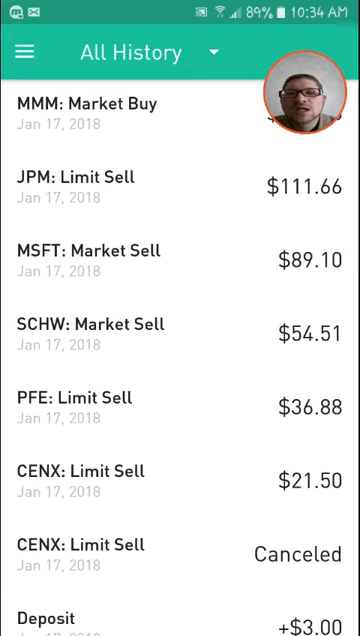 89% 10:34 AM
All History
MMM: Market Buy
Jan 17, 2018
JPM: Limit Sell
$111.66
Jan 17, 2018
MSFT: Market Sell
$89.10
Jan 17, 2018
SCHW: Market Sell
$54.51
Jan 17, 2018
PFE: Limit Sell
$36.88
Jan 17, 2018
CENX: Limit Sell
$21.50
Jan 17, 2018
CENX: Limit Sell
Canceled
Jan 17, 2018
Deposit
+$3.00